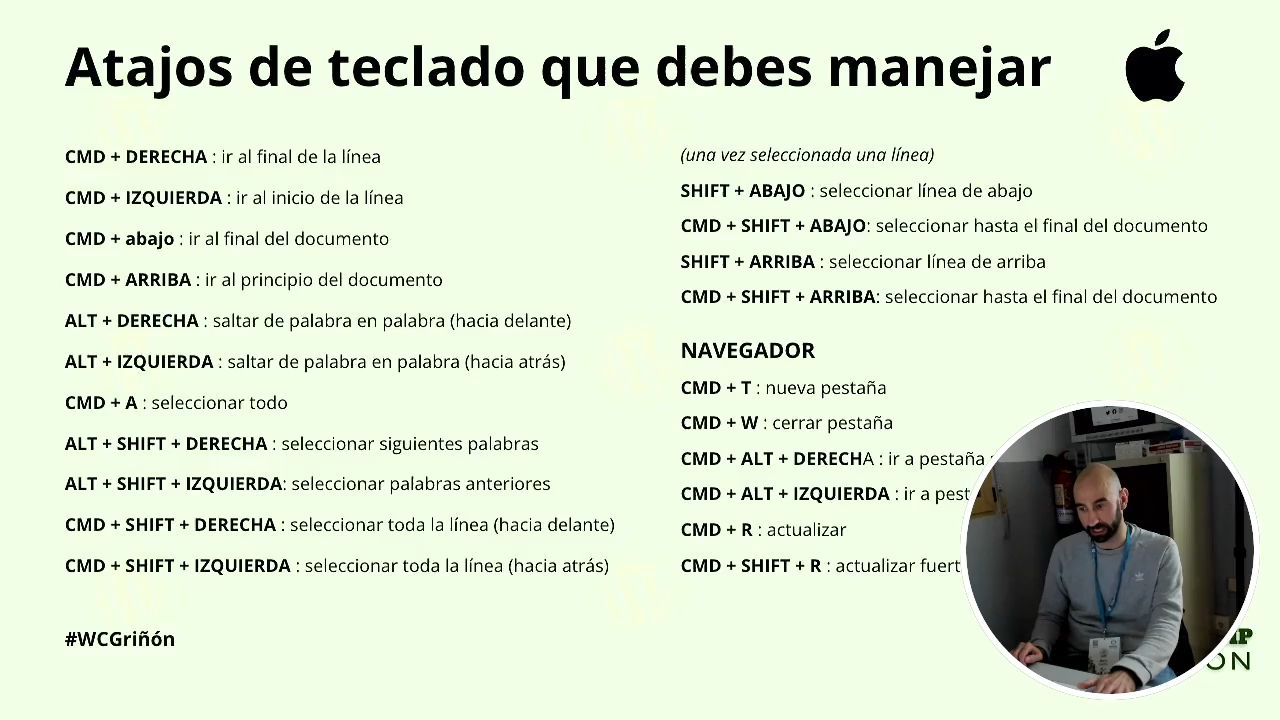 Atajos de teclado que debes manejar
CMD + DERECHA : ir al final de la línea
CMD + IZQUIERDA : ir al inicio de la línea
CMD + abajo : ir al final del documento
CMD + ARRIBA : ir al principio del documento
ALT + DERECHA : saltar de palabra en palabra (hacia delante)
ALT + IZQUIERDA : saltar de palabra en palabra (hacia atrás)
CMD + A : seleccionar todo
ALT + SHIFT + DERECHA : seleccionar siguientes palabras
ALT + SHIFT + IZQUIERDA: seleccionar palabras anteriores
CMD + SHIFT + DERECHA : seleccionar toda la línea (hacia delante)
CMD + SHIFT + IZQUIERDA : seleccionar toda la línea (hacia atrás)
(una vez seleccionada una línea)
SHIFT + ABAJO : seleccionar línea de abajo
CMD + SHIFT + ABAJO: seleccionar hasta el final del documento
SHIFT + ARRIBA : seleccionar línea de arriba
CMD + SHIFT + ARRIBA: seleccionar hasta el final del documento
NAVEGADOR
CMD + T : nueva pestaña
CMD + W : cerrar pestaña
CMD + ALT + DERECHA : ir a pestaña
CMD + ALT + IZQUIERDA : ir a pest
CMD + R : actualizar
CMD + SHIFT + R : actualizar fuert
#WCGriñón